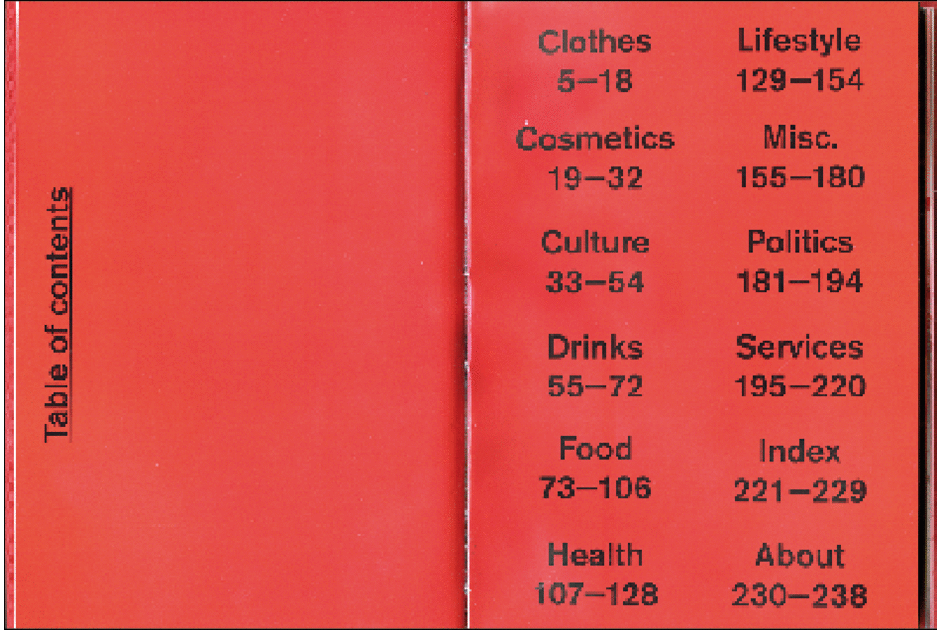 Table of contents
Clothes
5–18
Cosmetics
19–32
Culture
33–54
Drinks
55–72
Food
73–106
Health
107–128
Lifestyle
129–154
Misc.
155–180
Politics
181–194
Services
195–220
Index
221–229
About
230–238